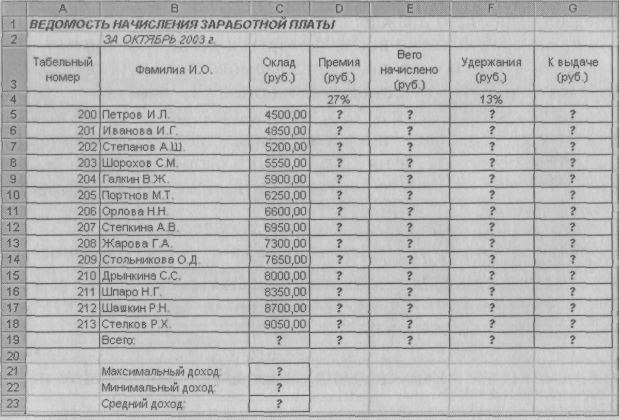 A B C D E F G
1 ВЕДОМОСТЬ НАЧИСЛЕНИЯ ЗАРАБОТНОЙ ПЛАТЫ
2 ЗА ОКТЯБРЬ 2003 г.
3 Табельный номер Фамилия И.О. Оклад (руб.) Премия (руб.) Вего начислено (руб.) Удержания (руб.) К выдаче (руб.)
4 27% 13%
5 200 Петров И.Л. 4500,00 ? ? ? ?
6 201 Иванова И.Г. 4850,00 ? ? ? ?
7 202 Степанов А.Ш. 5200,00 ? ? ? ?
8 203 Шорохов С.М. 5550,00 ? ? ? ?
9 204 Галкин В.Ж. 5900,00 ? ? ? ?
10 205 Портнов М.Т. 6250,00 ? ? ? ?
11 206 Орлова Н.Н. 6600,00 ? ? ? ?
12 207 Степкина А.В. 6950,00 ? ? ? ?
13 208 Жарова Г.А. 7300,00 ? ? ? ?
14 209 Стольникова О.Д. 7650,00 ? ? ? ?
15 210 Дрынкина С.С. 8000,00 ? ? ? ?
16 211 Шпаро Н.Г. 8350,00 ? ? ? ?
17 212 Шашкин Р.Н. 8700,00 ? ? ? ?
18 213 Стелков Р.Х. 9050,00 ? ? ? ?
19 Всего: ? ? ? ? ?
20
21 Максимальный доход: ?
22 Минимальный доход: ?
23 Средний доход: ?